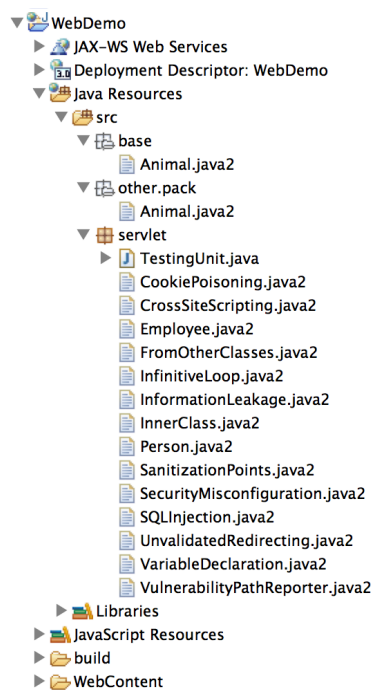 WebDemo
JAX-WS Web Services
3.0 Deployment Descriptor: WebDemo
Java Resources
src
base
Animal.java2
other.pack
Animal.java2
servlet
J TestingUnit.java
CookiePoisoning.java2
CrossSiteScripting.java2
Employee.java2
FromOtherClasses.java2
InfinitiveLoop.java2
InformationLeakage.java2
InnerClass.java2
Person.java2
SanitizationPoints.java2
SecurityMisconfiguration.java2
SQLInjection.java2
UnvalidatedRedirecting.java2
VariableDeclaration.java2
VulnerabilityPathReporter.java2
Libraries
JavaScript Resources
build
WebContent